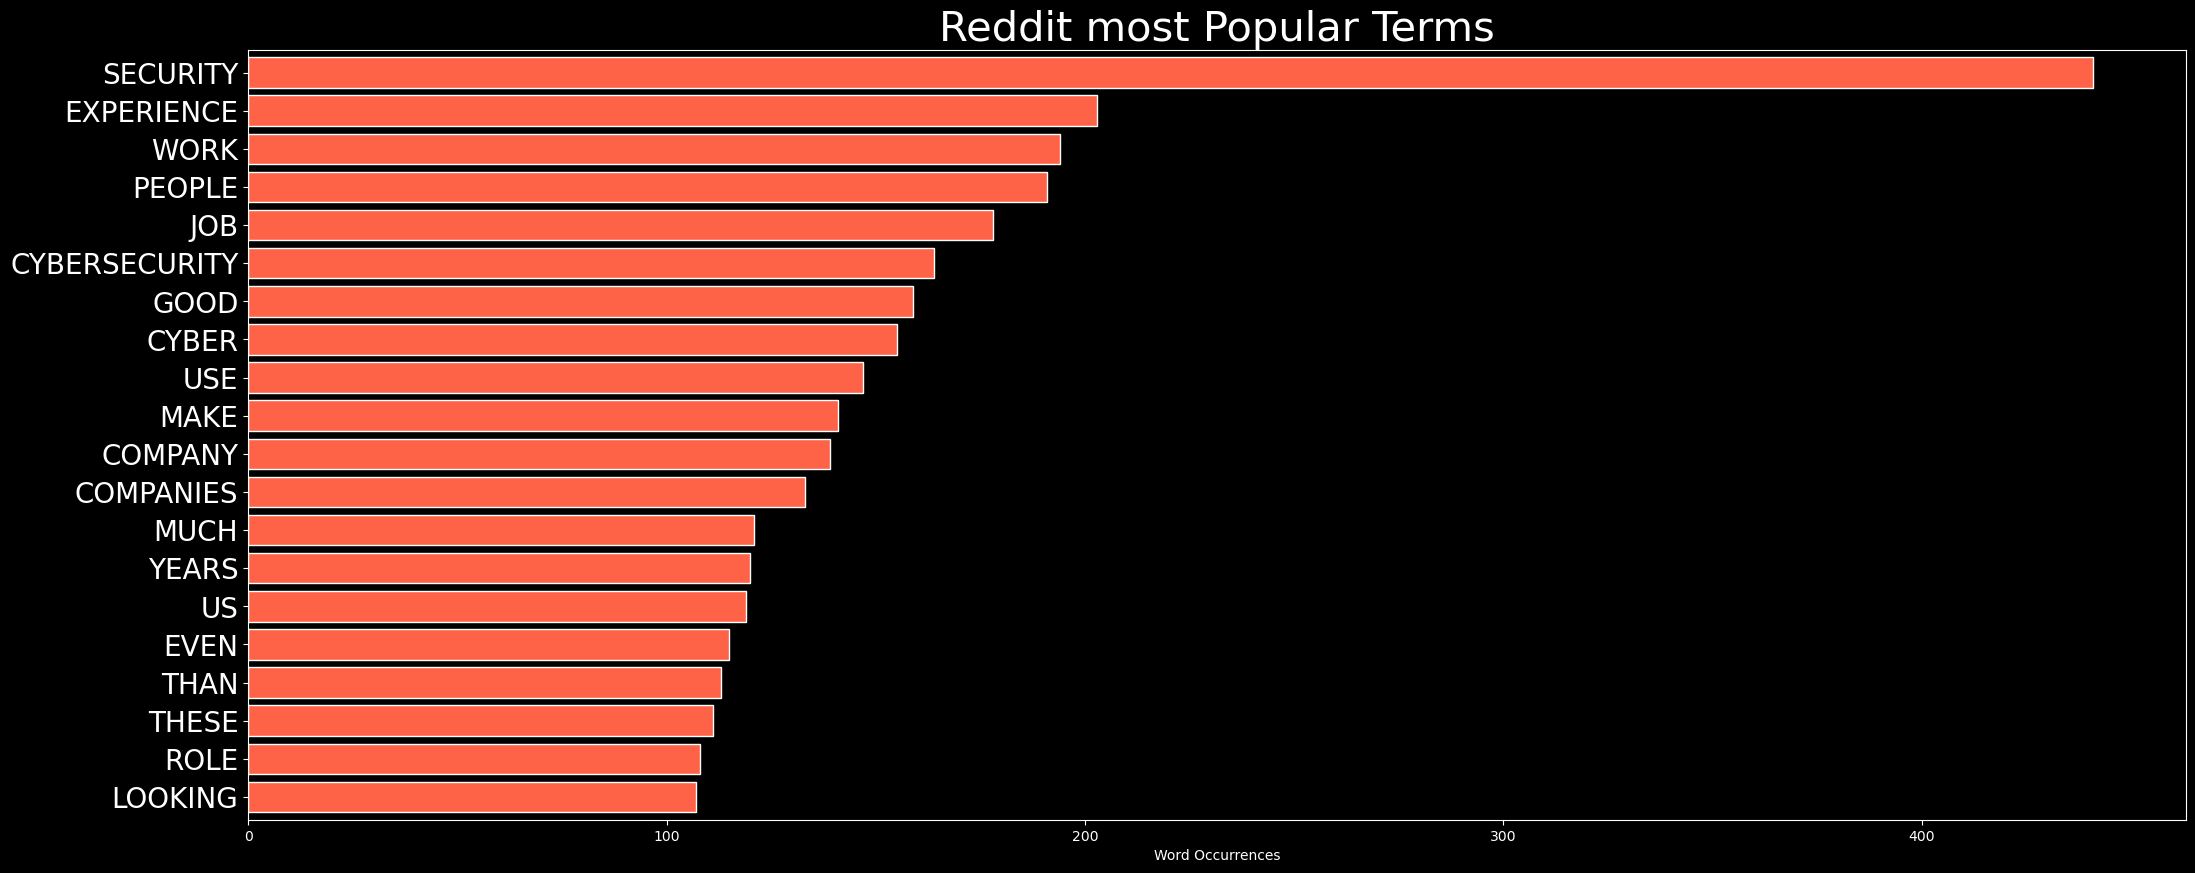 Reddit most Popular Terms
SECURITY
EXPERIENCE
WORK
PEOPLE
JOB
CYBERSECURITY
GOOD
CYBER
USE
MAKE
COMPANY
COMPANIES
MUCH
YEARS
US
EVEN
THAN
THESE
ROLE
LOOKING
0 100 200 300 400
Word Occurrences